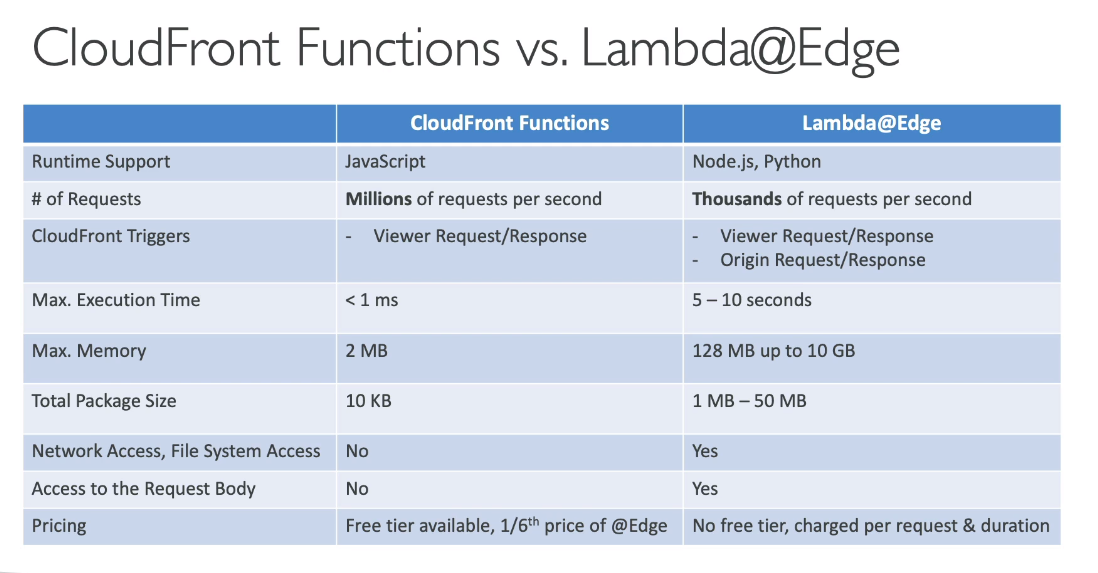 CloudFront Functions vs. Lambda@Edge
CloudFront Functions Lambda@Edge
Runtime Support JavaScript Node.js, Python
# of Requests Millions of requests per second Thousands of requests per second
CloudFront Triggers - Viewer Request/Response - Viewer Request/Response
- Origin Request/Response
Max. Execution Time < 1 ms 5 – 10 seconds
Max. Memory 2 MB 128 MB up to 10 GB
Total Package Size 10 KB 1 MB – 50 MB
Network Access, File System Access No Yes
Access to the Request Body No Yes
Pricing Free tier available, 1/6th price of @Edge No free tier, charged per request & duration